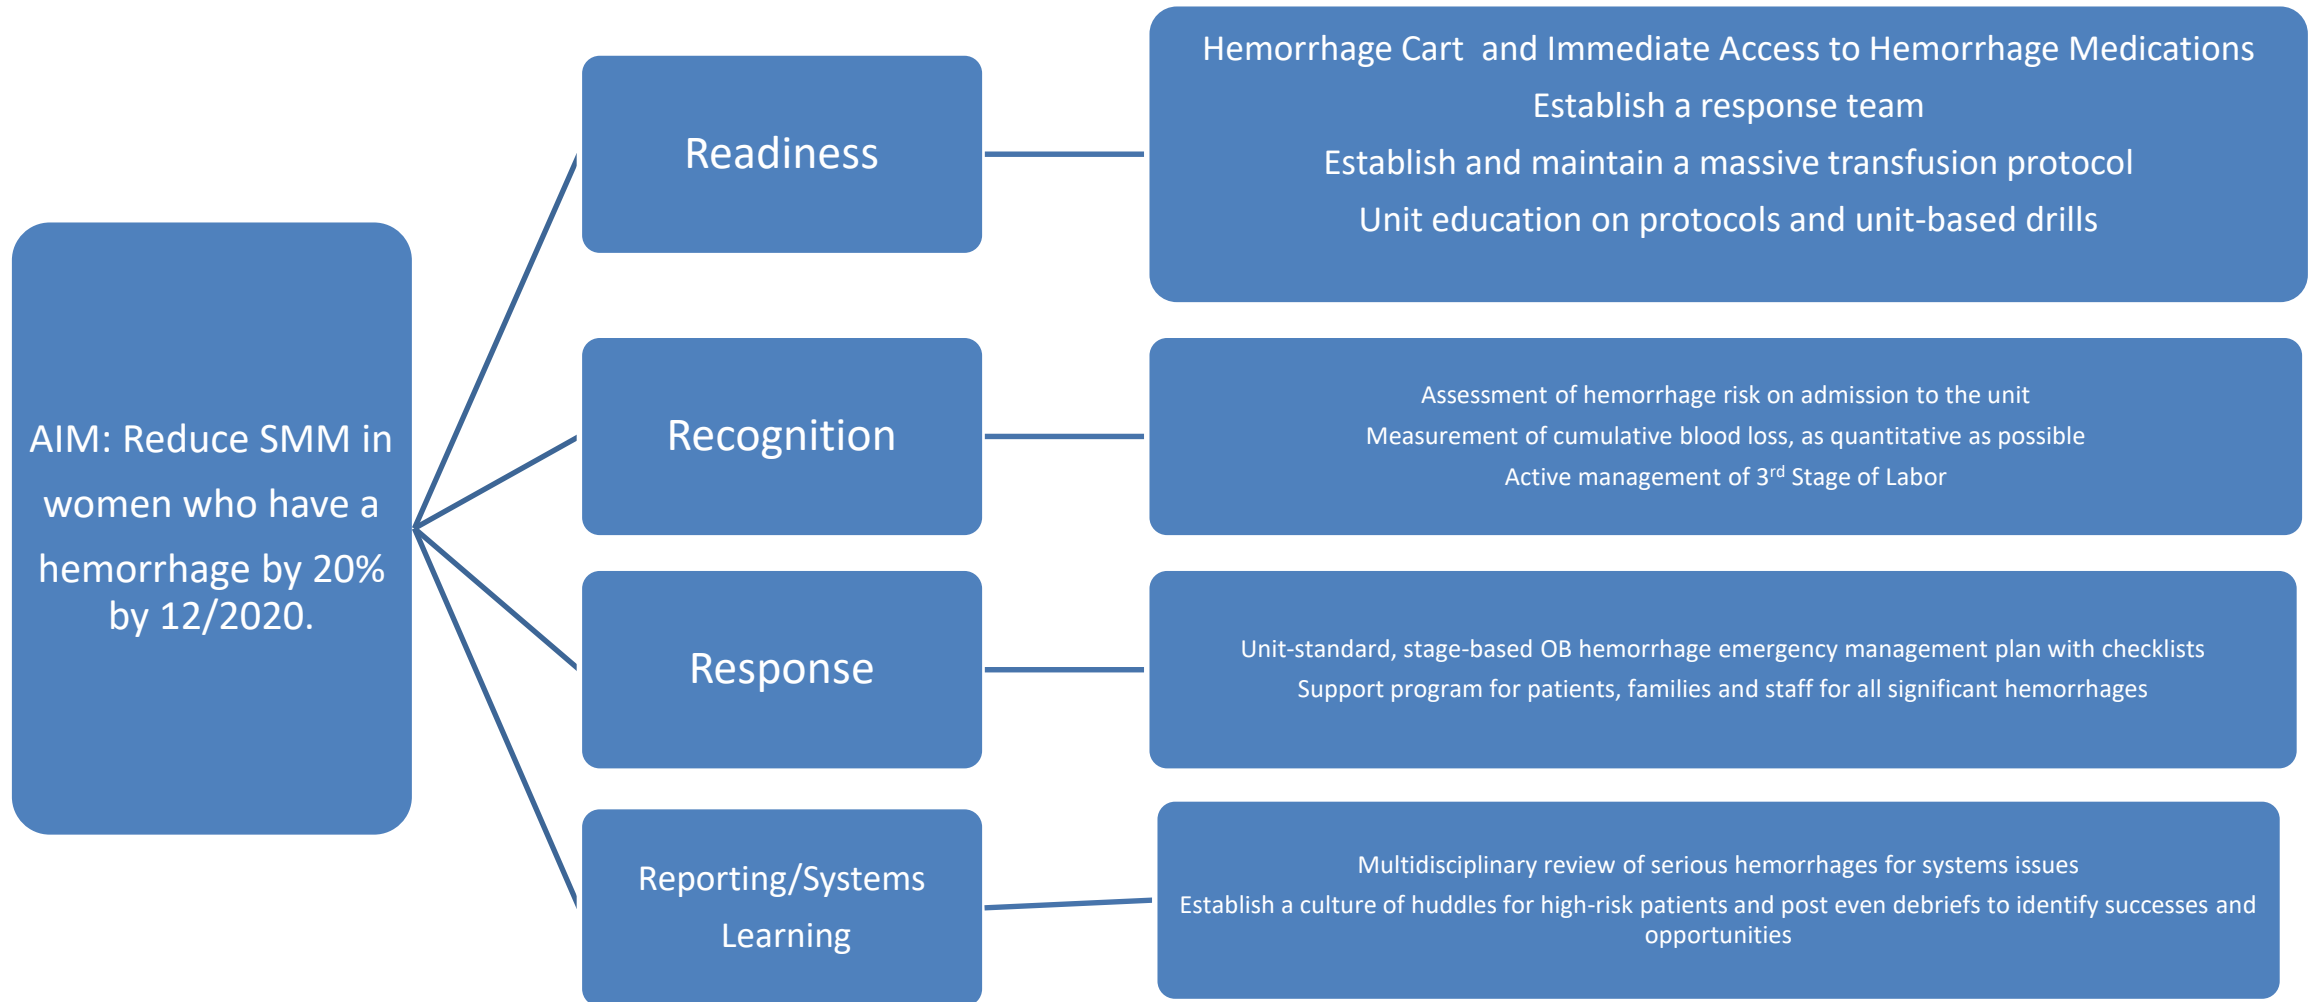 AIM: Reduce SMM in
women who have a
hemorrhage by 20%
by 12/2020.
Readiness
Hemorrhage Cart  and Immediate Access to Hemorrhage Medications
Establish a response team
Establish and maintain a massive transfusion protocol
Unit education on protocols and unit-based drills
Recognition
Assessment of hemorrhage risk on admission to the unit
Measurement of cumulative blood loss, as quantitative as possible
Active management of 3rd Stage of Labor
Response
Unit-standard, stage-based OB hemorrhage emergency management plan with checklists
Support program for patients, families and staff for all significant hemorrhages
Reporting/Systems
Learning
Multidisciplinary review of serious hemorrhages for systems issues
Establish a culture of huddles for high-risk patients and post even debriefs to identify successes and
opportunities